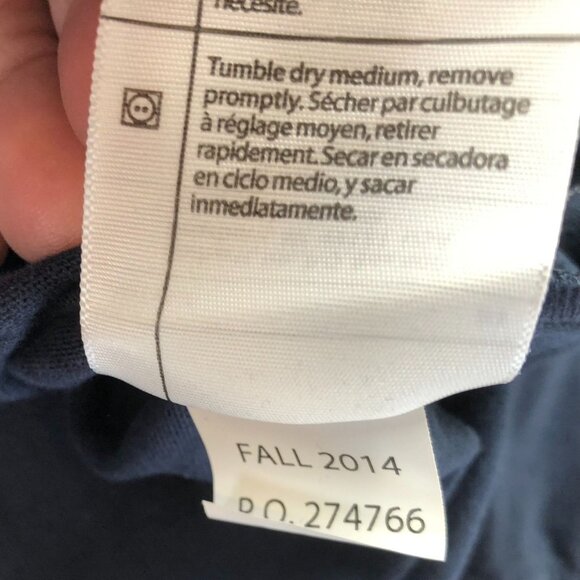 necesite.
Tumble dry medium, remove
promptly. Sécher par culbutage
à réglage moyen, retirer
rapidement. Secar en secadora
en ciclo medio, y sacar
inmediatamente.
FALL 2014
P.O. 274766